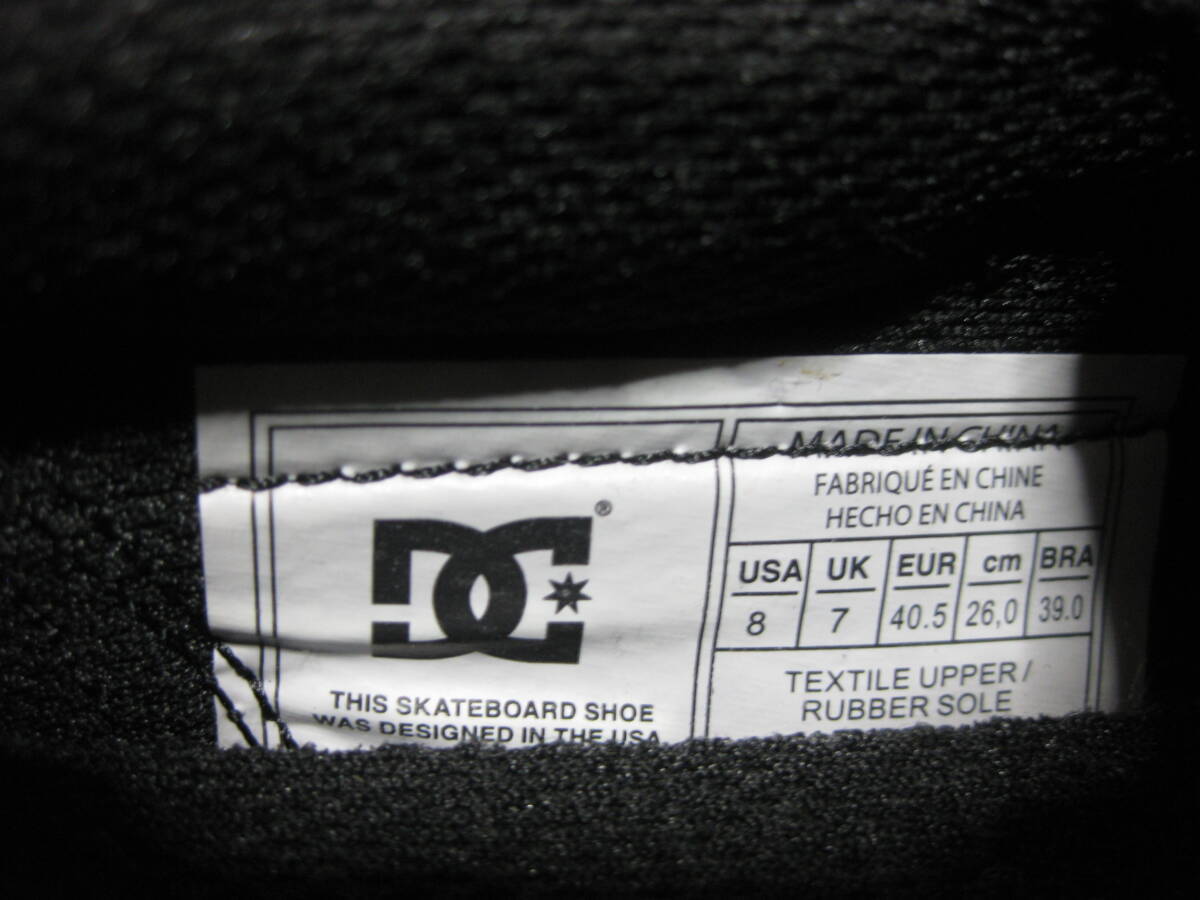 DC®
THIS SKATEBOARD SHOE
WAS DESIGNED IN THE USA
MADE IN CHINA
FABRIQUÉ EN CHINE
HECHO EN CHINA
USA UK EUR cm BRA
8 7 40.5 26,0 39.0
TEXTILE UPPER/
RUBBER SOLE